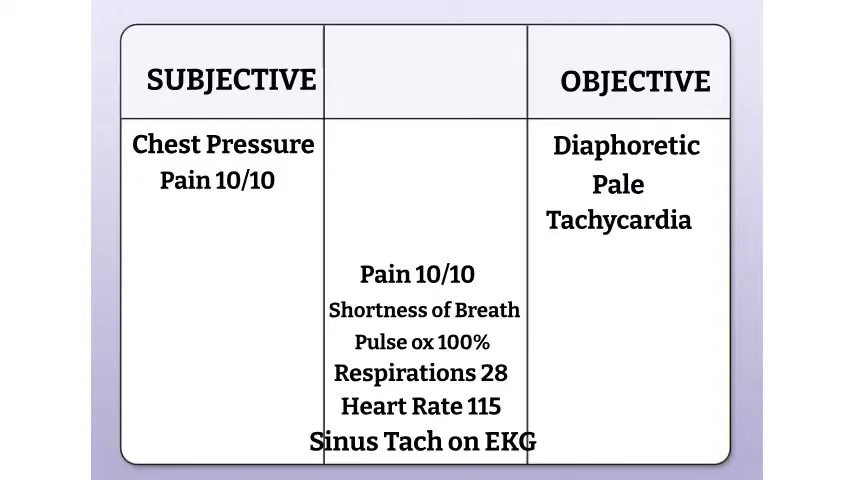 SUBJECTIVE
OBJECTIVE
Chest Pressure
Pain 10/10
Diaphoretic
Pale
Tachycardia
Pain 10/10
Shortness of Breath
Pulse ox 100%
Respirations 28
Heart Rate 115
Sinus Tach on EKG